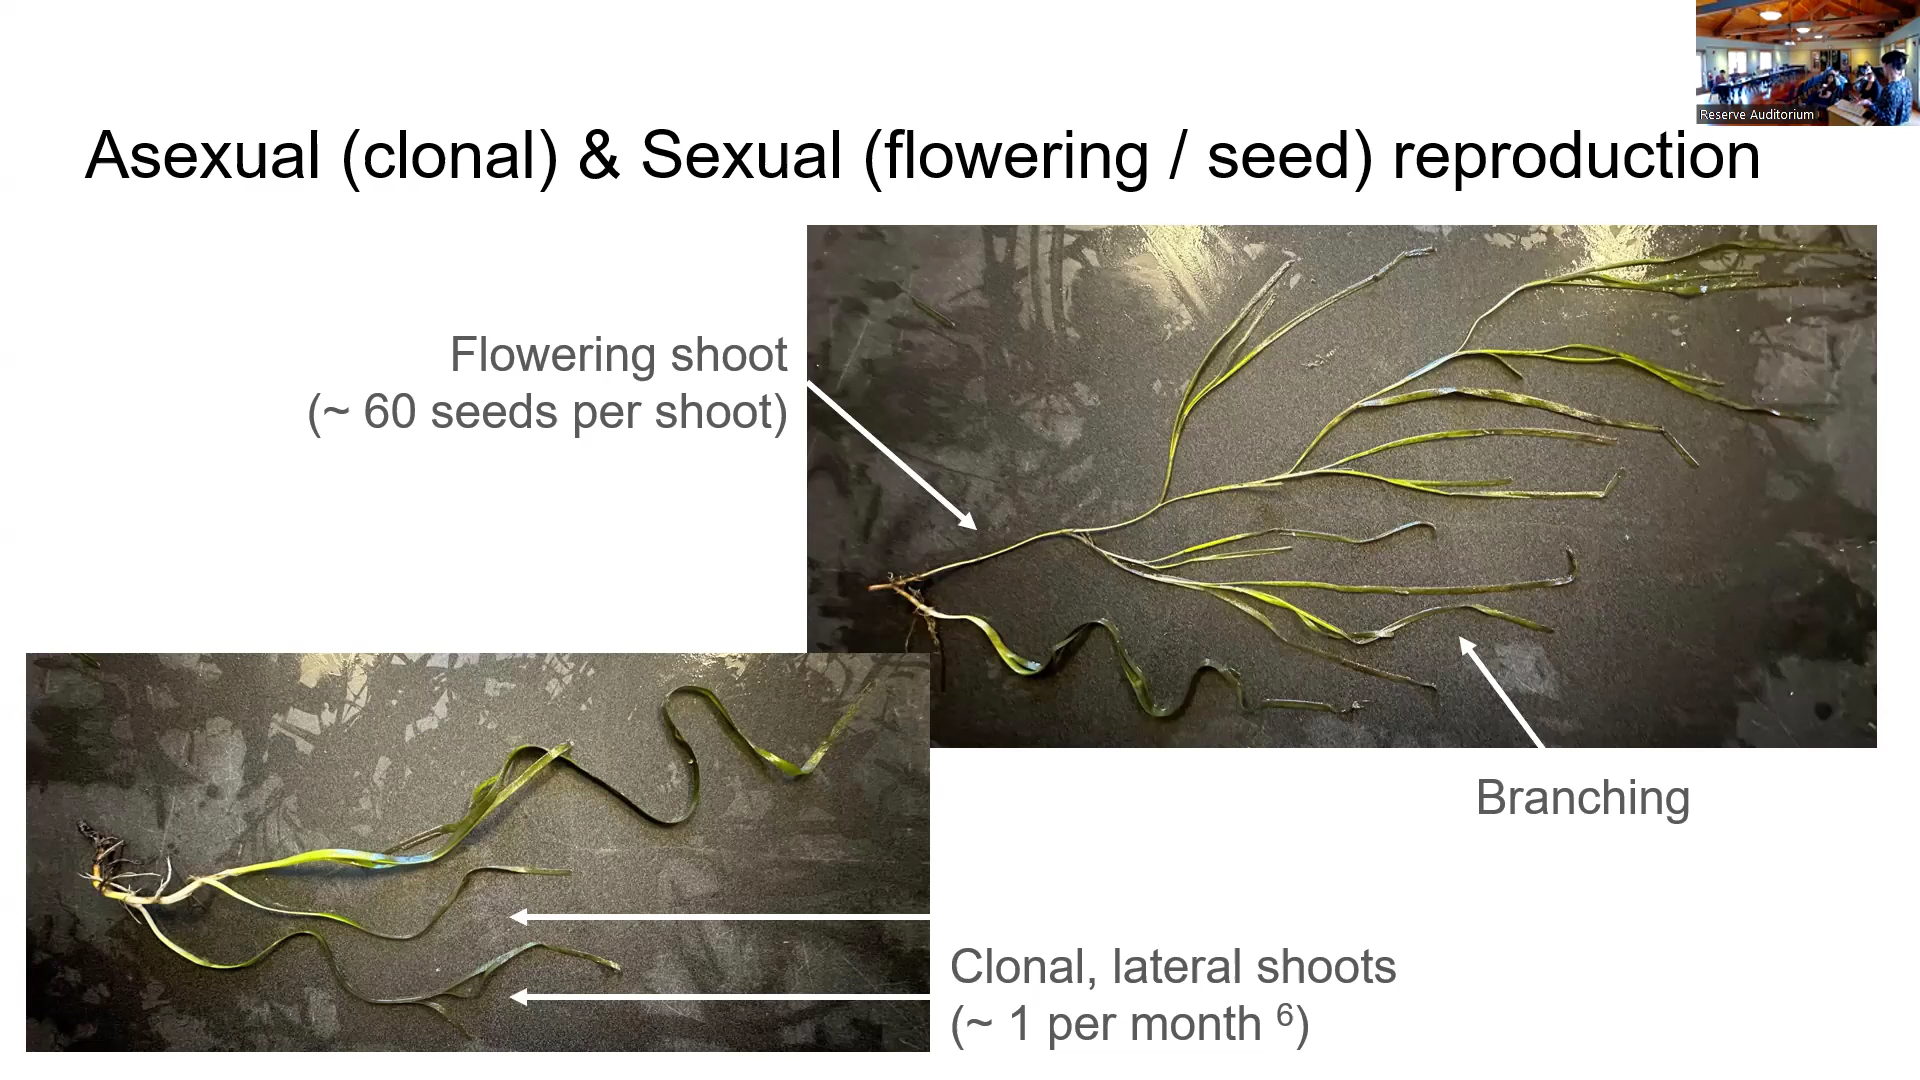 Reserve Auditorium
Asexual (clonal) & Sexual (flowering / seed) reproduction
Flowering shoot
(~ 60 seeds per shoot)
Branching
Clonal, lateral shoots
(~ 1 per month ⁶)